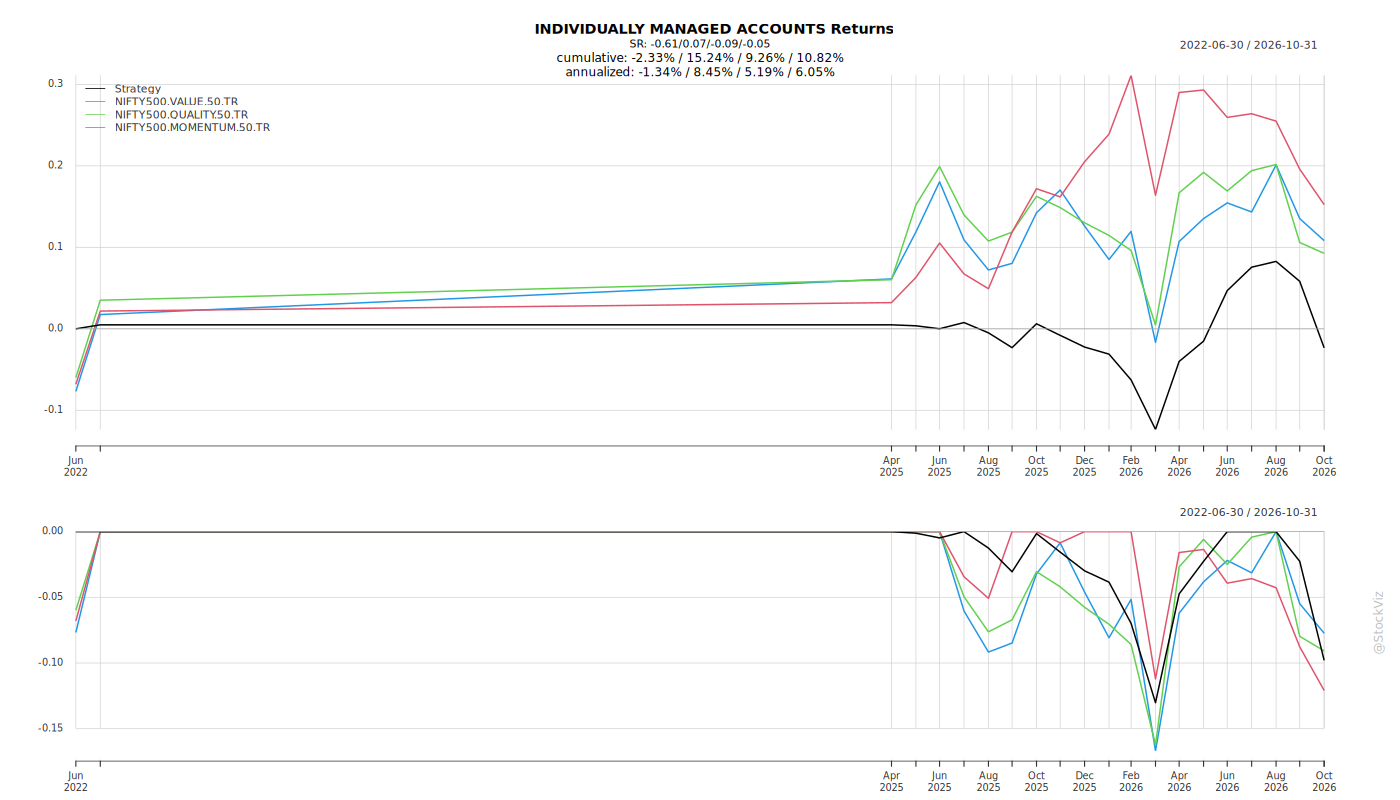 INDIVIDUALLY MANAGED ACCOUNTS Returns
SR: -0.61/0.07/-0.09/-0.05
cumulative: -2.33% / 15.24% / 9.26% / 10.82%
annualized: -1.34% / 8.45% / 5.19% / 6.05%
2022-06-30 / 2026-10-31
Strategy
NIFTY500.VALUE.50.TR
NIFTY500.QUALITY.50.TR
NIFTY500.MOMENTUM.50.TR
0.3
0.2
0.1
0.0
-0.1
Jun Apr Jun Aug Oct Dec Feb Apr Jun Aug Oct
2022 2025 2025 2025 2025 2025 2026 2026 2026 2026 2026
2022-06-30 / 2026-10-31
0.00
-0.05
-0.10
-0.15
Jun Apr Jun Aug Oct Dec Feb Apr Jun Aug Oct
2022 2025 2025 2025 2025 2025 2026 2026 2026 2026 2026
@StockViz